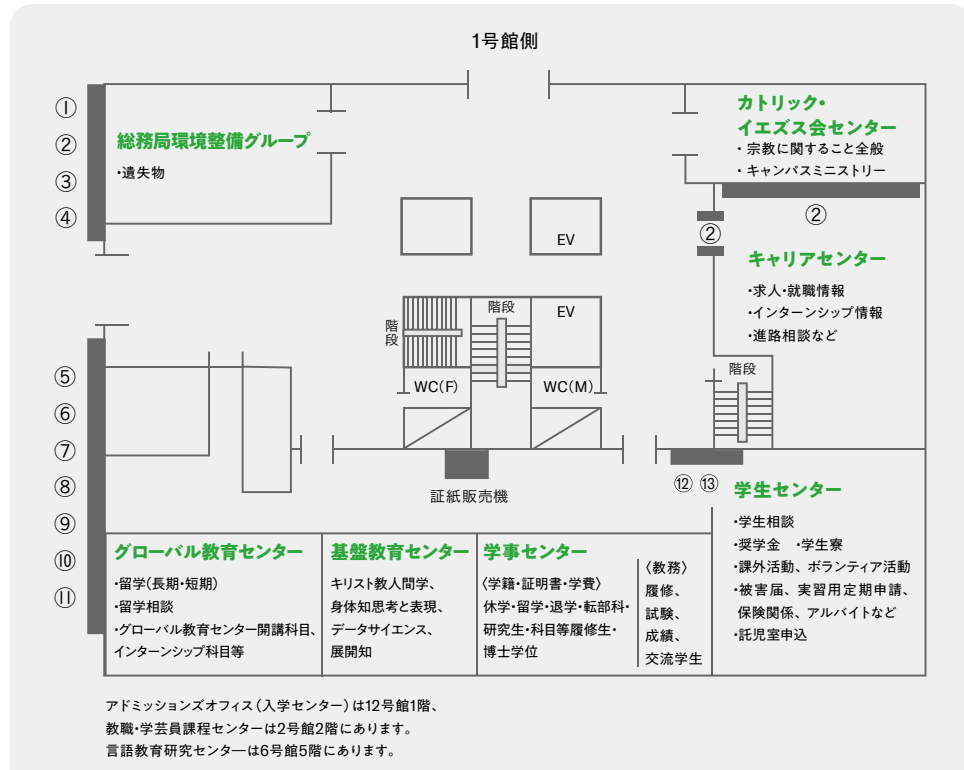 1号館側
①
②
③
④
総務局環境整備グループ
・遺失物
カトリック・
イエズス会センター
・宗教に関すること全般
・キャンパスミニストリー
②
②
キャリアセンター
・求人・就職情報
・インターンシップ情報
・進路相談など
EV
階段
階段
EV
WC(F)
WC(M)
階段
⑤
⑥
⑦
⑧
⑨
⑩
⑪
証紙販売機
⑫ ⑬
学生センター
・学生相談
・奨学金 ・学生寮
・課外活動、ボランティア活動
・被害届、実習用定期申請、
保険関係、アルバイトなど
・託児室申込
グローバル教育センター
・留学(長期・短期)
・留学相談
・グローバル教育センター開講科目、
インターンシップ科目等
基盤教育センター
キリスト教人間学、
身体知思考と表現、
データサイエンス、
展開知
学事センター
〈学籍・証明書・学費〉
休学・留学・退学・転部科・
研究生・科目等履修生・
博士学位
〈教務〉
履修、
試験、
成績、
交流学生
アドミッションズオフィス(入学センター)は12号館1階、
教職・学芸員課程センターは2号館2階にあります。
言語教育研究センターは6号館5階にあります。